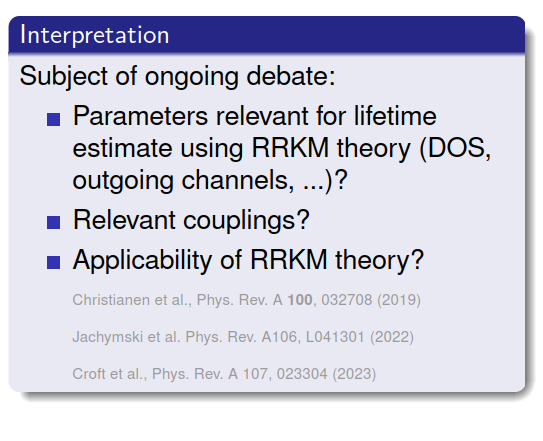 Interpretation
Subject of ongoing debate:
Parameters relevant for lifetime
estimate using RRKM theory (DOS,
outgoing channels, ...)?
Relevant couplings?
Applicability of RRKM theory?
Christianen et al., Phys. Rev. A 100, 032708 (2019)
Jachymski et al. Phys. Rev. A106, L041301 (2022)
Croft et al., Phys. Rev. A 107, 023304 (2023)